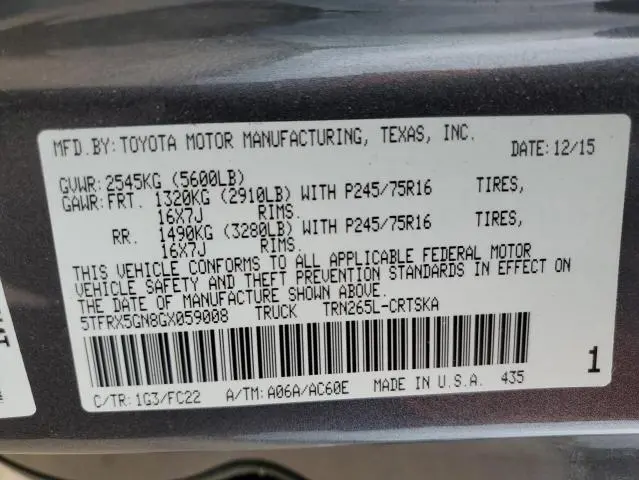 MFD.BY: TOYOTA MOTOR MANUFACTURING, TEXAS, INC.
DATE: 12/15
GVWR: 2545KG (5600LB)
GAWR: FRT. 1320KG (2910LB) WITH P245/75R16 TIRES,
16X7J RIMS.
RR. 1490KG (3280LB) WITH P245/75R16 TIRES,
16X7J RIMS.
THIS VEHICLE CONFORMS TO ALL APPLICABLE FEDERAL MOTOR
VEHICLE SAFETY AND THEFT PREVENTION STANDARDS IN EFFECT ON
THE DATE OF MANUFACTURE SHOWN ABOVE.
5TFRX5GN8GX059008 TRUCK TRN265L-CRTSKA
1
C/TR: 1G3/FC22 A/TM: A06A/AC60E MADE IN U.S.A. 435